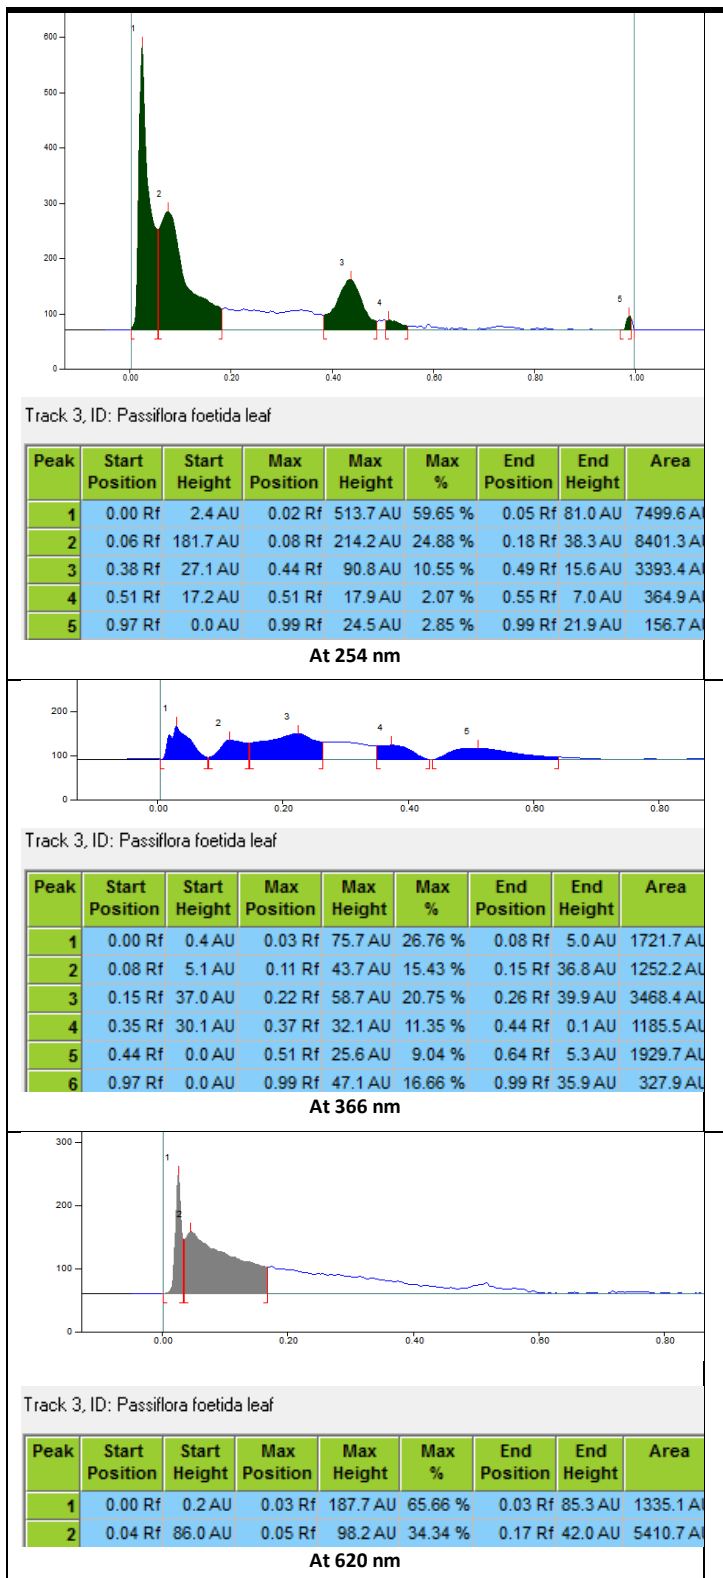 600
1
500
400
300
2
200
3
4
5
100
0
0.00 0.20 0.40 0.60 0.80 1.00
Track 3, ID: Passiflora foetida leaf
Peak Start Position Start Height Max Position Max Height Max % End Position End Height Area
1 0.00 Rf 2.4 AU 0.02 Rf 513.7 AU 59.65 % 0.05 Rf 81.0 AU 7499.6 AU
2 0.06 Rf 181.7 AU 0.08 Rf 214.2 AU 24.88 % 0.18 Rf 38.3 AU 8401.3 AU
3 0.38 Rf 27.1 AU 0.44 Rf 90.8 AU 10.55 % 0.49 Rf 15.6 AU 3393.4 AU
4 0.51 Rf 17.2 AU 0.51 Rf 17.9 AU 2.07 % 0.55 Rf 7.0 AU 364.9 AU
5 0.97 Rf 0.0 AU 0.99 Rf 24.5 AU 2.85 % 0.99 Rf 21.9 AU 156.7 AU
At 254 nm
200
1 2 3 4 5
100
0
0.00 0.20 0.40 0.60 0.80
Track 3, ID: Passiflora foetida leaf
Peak Start Position Start Height Max Position Max Height Max % End Position End Height Area
1 0.00 Rf 0.4 AU 0.03 Rf 75.7 AU 26.76 % 0.08 Rf 5.0 AU 1721.7 AU
2 0.08 Rf 5.1 AU 0.11 Rf 43.7 AU 15.43 % 0.15 Rf 36.8 AU 1252.2 AU
3 0.15 Rf 37.0 AU 0.22 Rf 58.7 AU 20.75 % 0.26 Rf 39.9 AU 3468.4 AU
4 0.35 Rf 30.1 AU 0.37 Rf 32.1 AU 11.35 % 0.44 Rf 0.1 AU 1185.5 AU
5 0.44 Rf 0.0 AU 0.51 Rf 25.6 AU 9.04 % 0.64 Rf 5.3 AU 1929.7 AU
6 0.97 Rf 0.0 AU 0.99 Rf 47.1 AU 16.66 % 0.99 Rf 35.9 AU 327.9 AU
At 366 nm
300
1
200
2
100
0
0.00 0.20 0.40 0.60 0.80
Track 3, ID: Passiflora foetida leaf
Peak Start Position Start Height Max Position Max Height Max % End Position End Height Area
1 0.00 Rf 0.2 AU 0.03 Rf 187.7 AU 65.66 % 0.03 Rf 85.3 AU 1335.1 AU
2 0.04 Rf 86.0 AU 0.05 Rf 98.2 AU 34.34 % 0.17 Rf 42.0 AU 5410.7 AU
At 620 nm